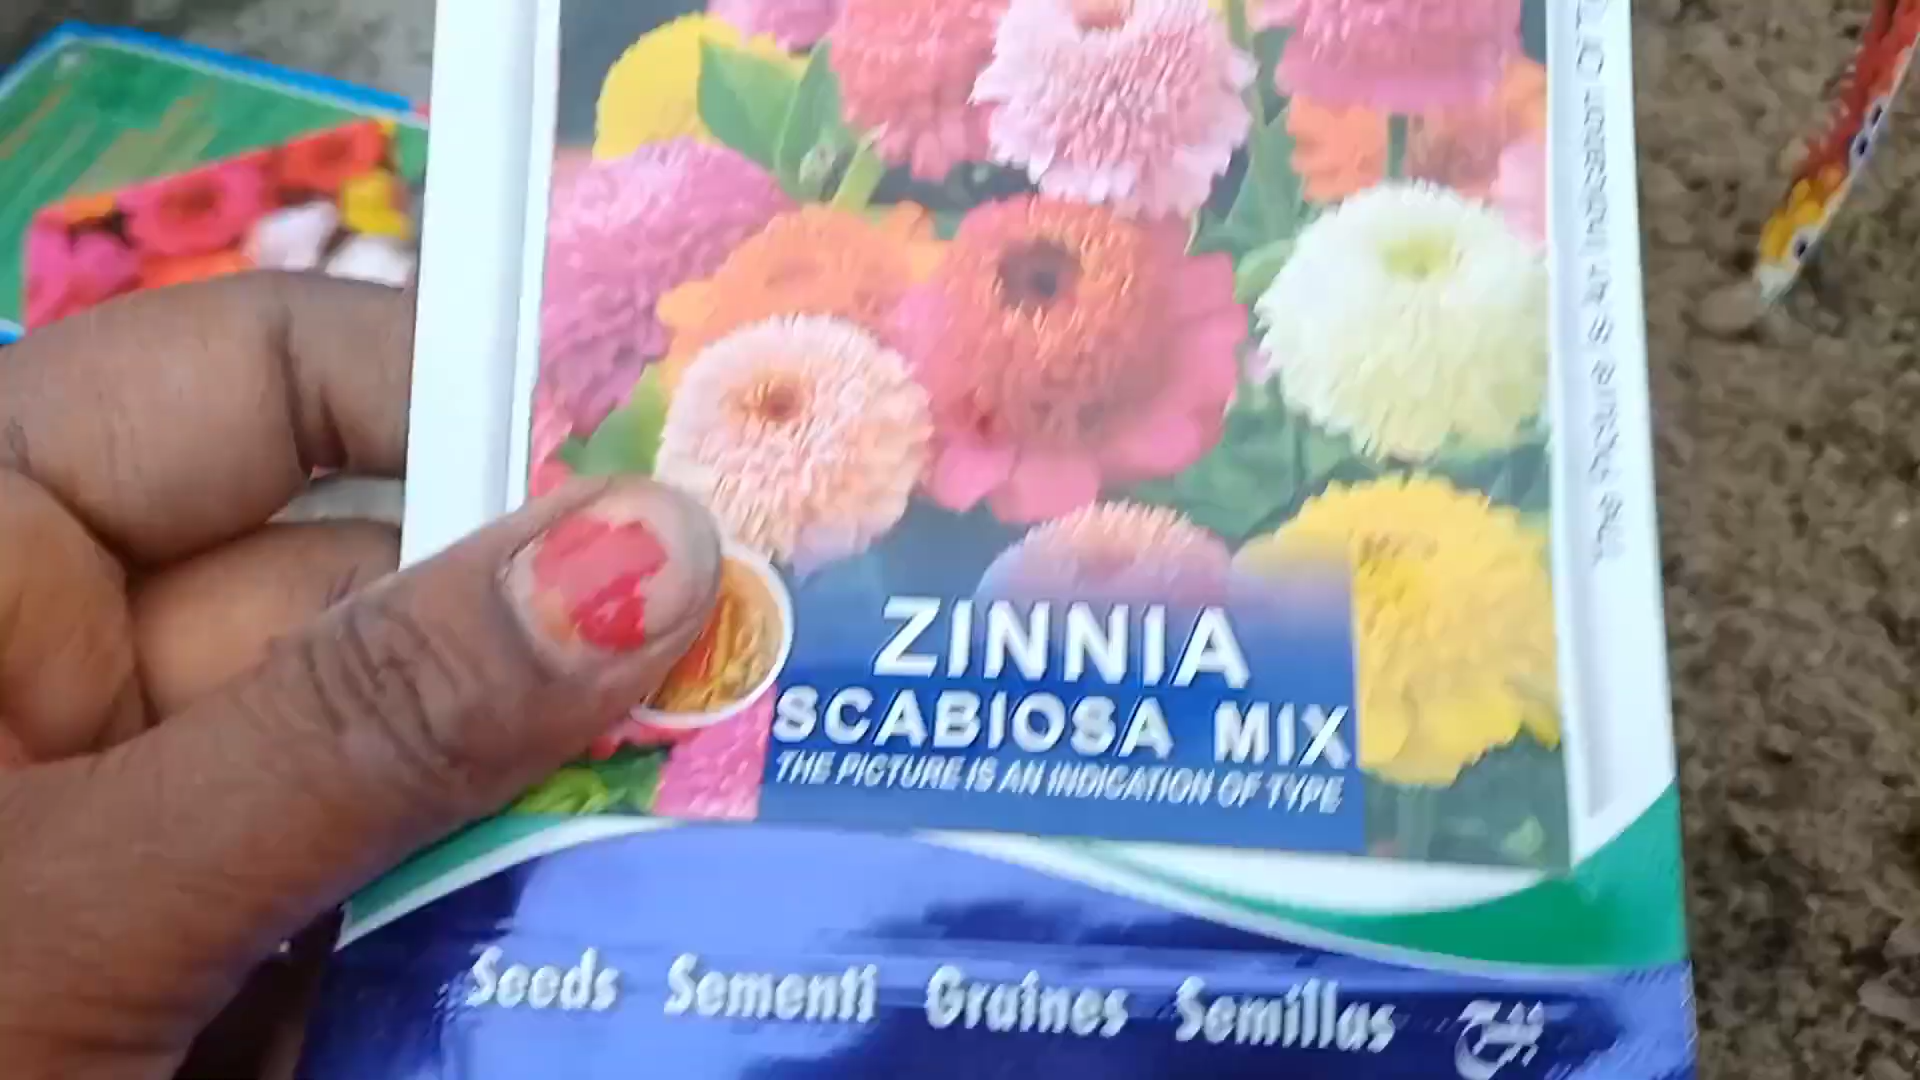 ZINNIA
SCABIOSA MIX
THE PICTURE IS AN INDICATION OF TYPE
Seeds Sementi Graines Semillas